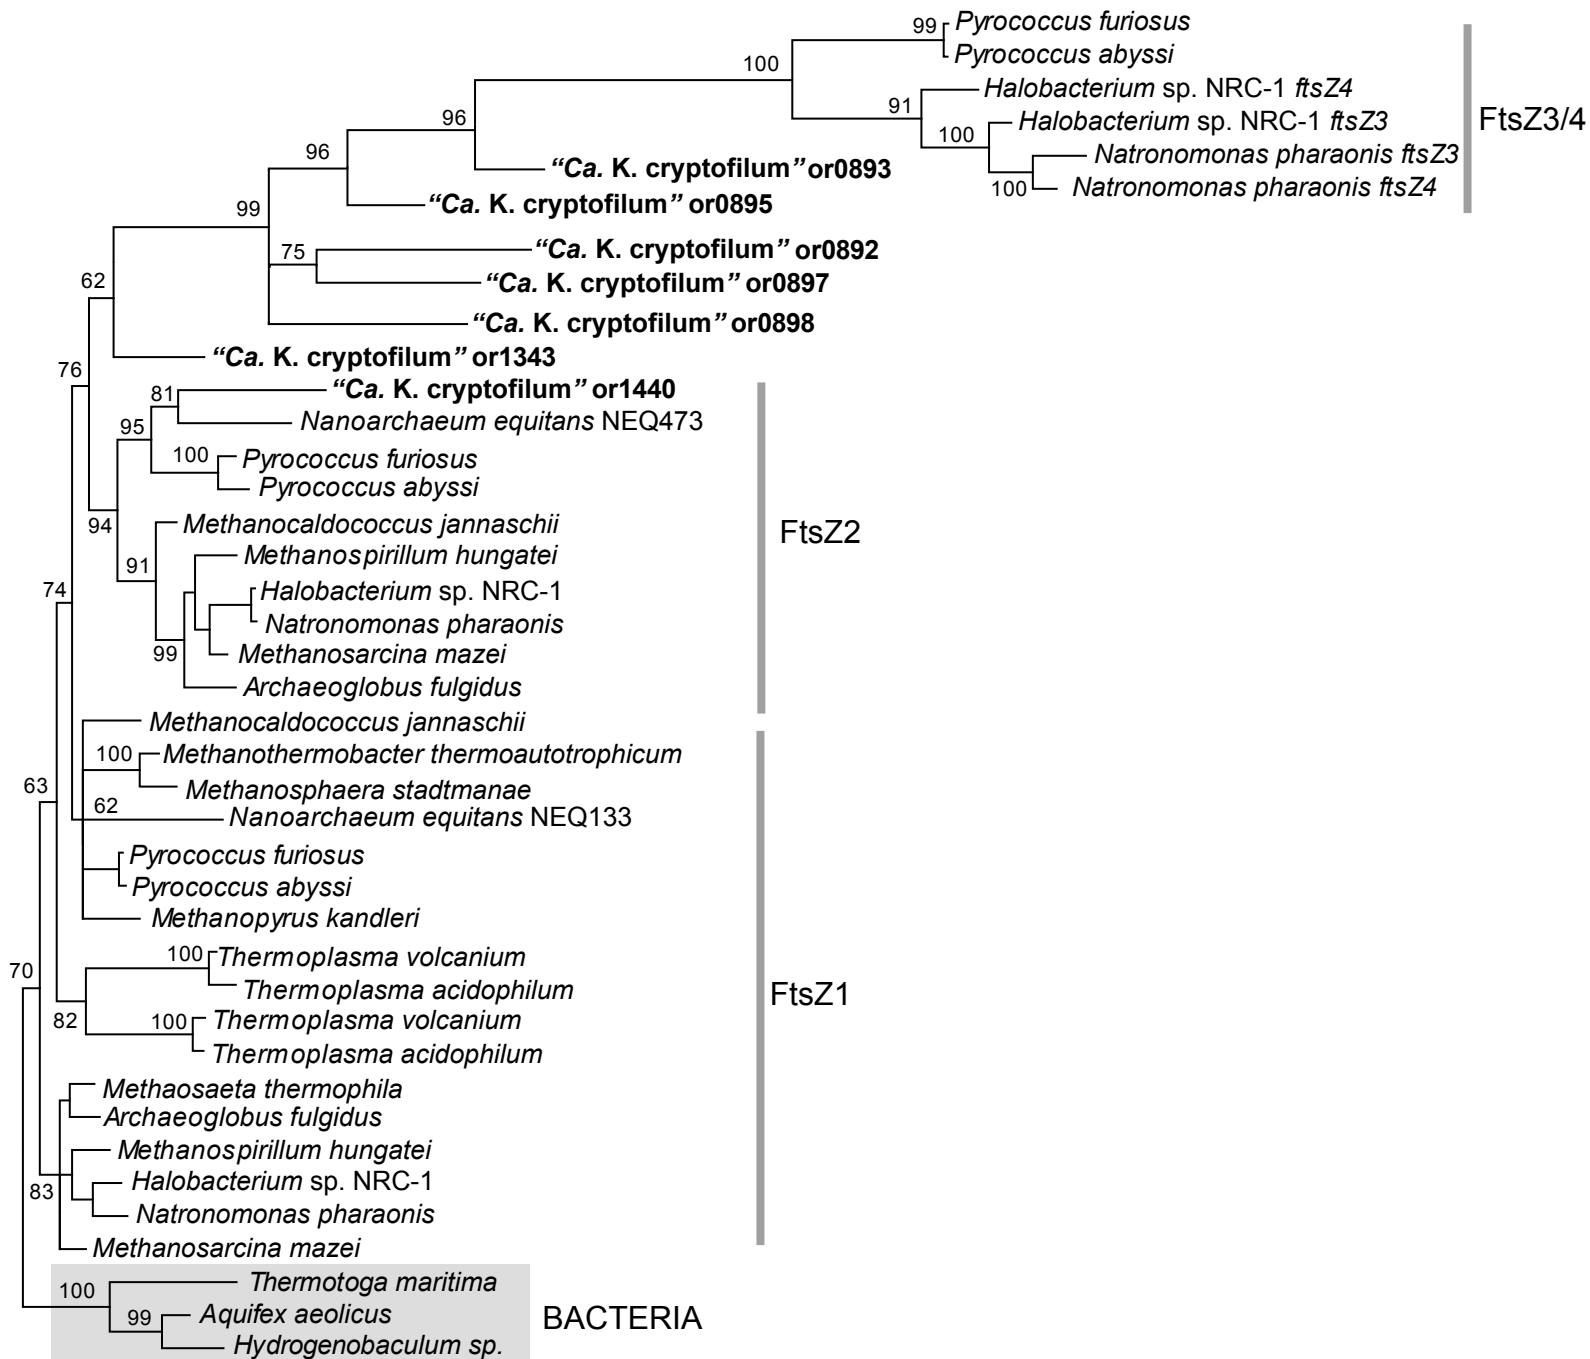 99 Pyrococcus furiosus
Pyrococcus abyssi
100
Halobacterium sp. NRC-1 ftsZ4
91
Halobacterium sp. NRC-1 ftsZ3
FtsZ3/4
96
100
Natronomonas pharaonis ftsZ3
96
“Ca. K. cryptofilum” or0893
100 Natronomonas pharaonis ftsZ4
“Ca. K. cryptofilum” or0895
99
75
“Ca. K. cryptofilum” or0892
“Ca. K. cryptofilum” or0897
62
“Ca. K. cryptofilum” or0898
“Ca. K. cryptofilum” or1343
76
81 “Ca. K. cryptofilum” or1440
Nanoarchaeum equitans NEQ473
95
100 Pyrococcus furiosus
Pyrococcus abyssi
94
Methanocaldococcus jannaschii
FtsZ2
Methanospirillum hungatei
91
74
Halobacterium sp. NRC-1
Natronomonas pharaonis
99 Methanosarcina mazei
Archaeoglobus fulgidus
Methanocaldococcus jannaschii
100 Methanothermobacter thermoautotrophicum
63
Methanosphaera stadtmanae
62
Nanoarchaeum equitans NEQ133
Pyrococcus furiosus
Pyrococcus abyssi
Methanopyrus kandleri
100 Thermoplasma volcanium
70
Thermoplasma acidophilum
FtsZ1
82
100 Thermoplasma volcanium
Thermoplasma acidophilum
Methaosaeta thermophila
Archaeoglobus fulgidus
Methanospirillum hungatei
Halobacterium sp. NRC-1
83
Natronomonas pharaonis
Methanosarcina mazei
100
Thermotoga maritima
99 Aquifex aeolicus
BACTERIA
Hydrogenobaculum sp.